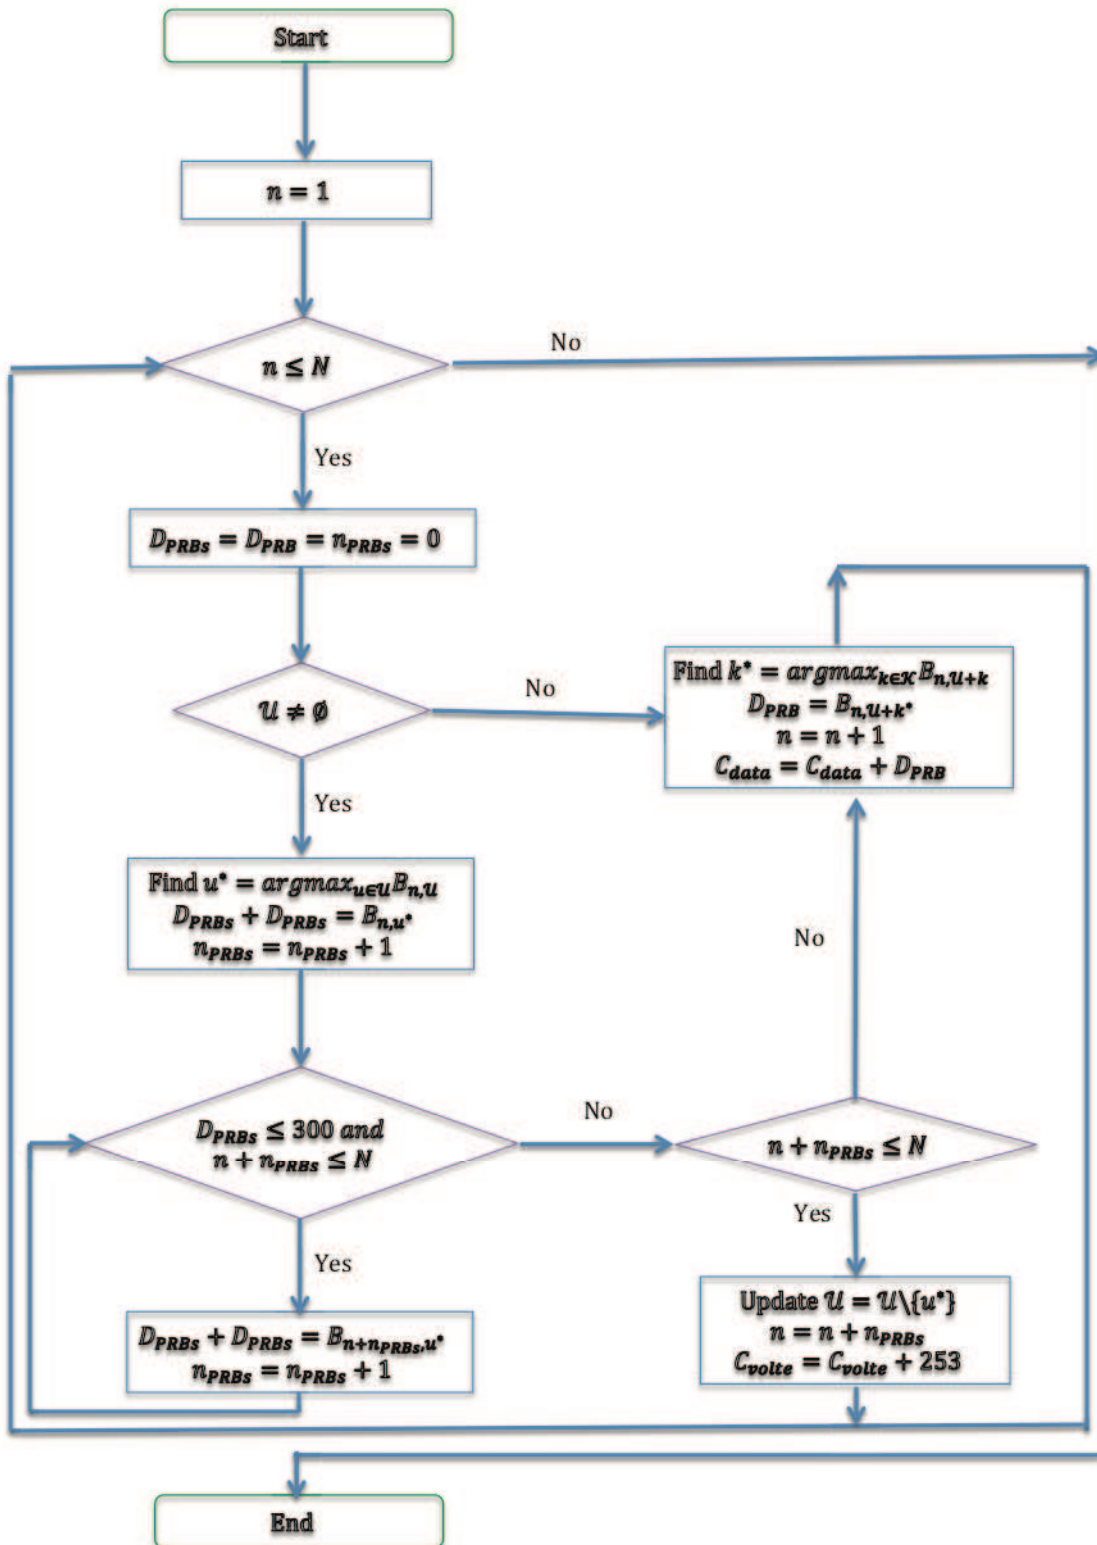 Start
n = 1
n ≤ N
No
Yes
D_PRBs = D_PRB = n_PRBs = 0
𝒰 ≠ ∅
No
Find k* = argmax_{k∈𝒦} B_{n,𝒰+k}
D_PRB = B_{n,𝒰+k*}
n = n + 1
C_data = C_data + D_PRB
Yes
Find u* = argmax_{u∈𝒰} B_{n,𝒰}
D_PRBs + D_PRBs = B_{n,u*}
n_PRBs = n_PRBs + 1
No
D_PRBs ≤ 300 and
n + n_PRBs ≤ N
No
n + n_PRBs ≤ N
Yes
Yes
D_PRBs + D_PRBs = B_{n+n_PRBs,u*}
n_PRBs = n_PRBs + 1
Update 𝒰 = 𝒰\{u*}
n = n + n_PRBs
C_volte = C_volte + 253
End